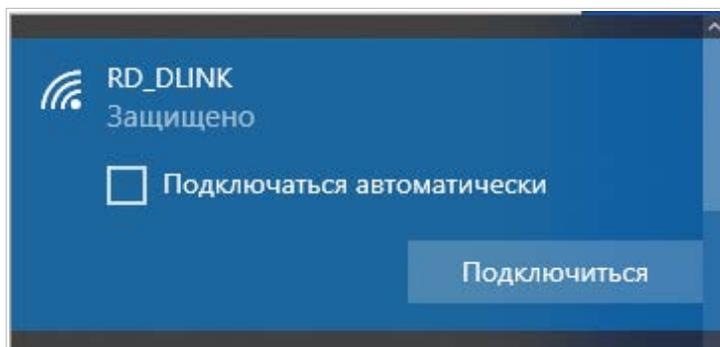 RD_DLINK
Защищено
Подключаться автоматически
Подключиться